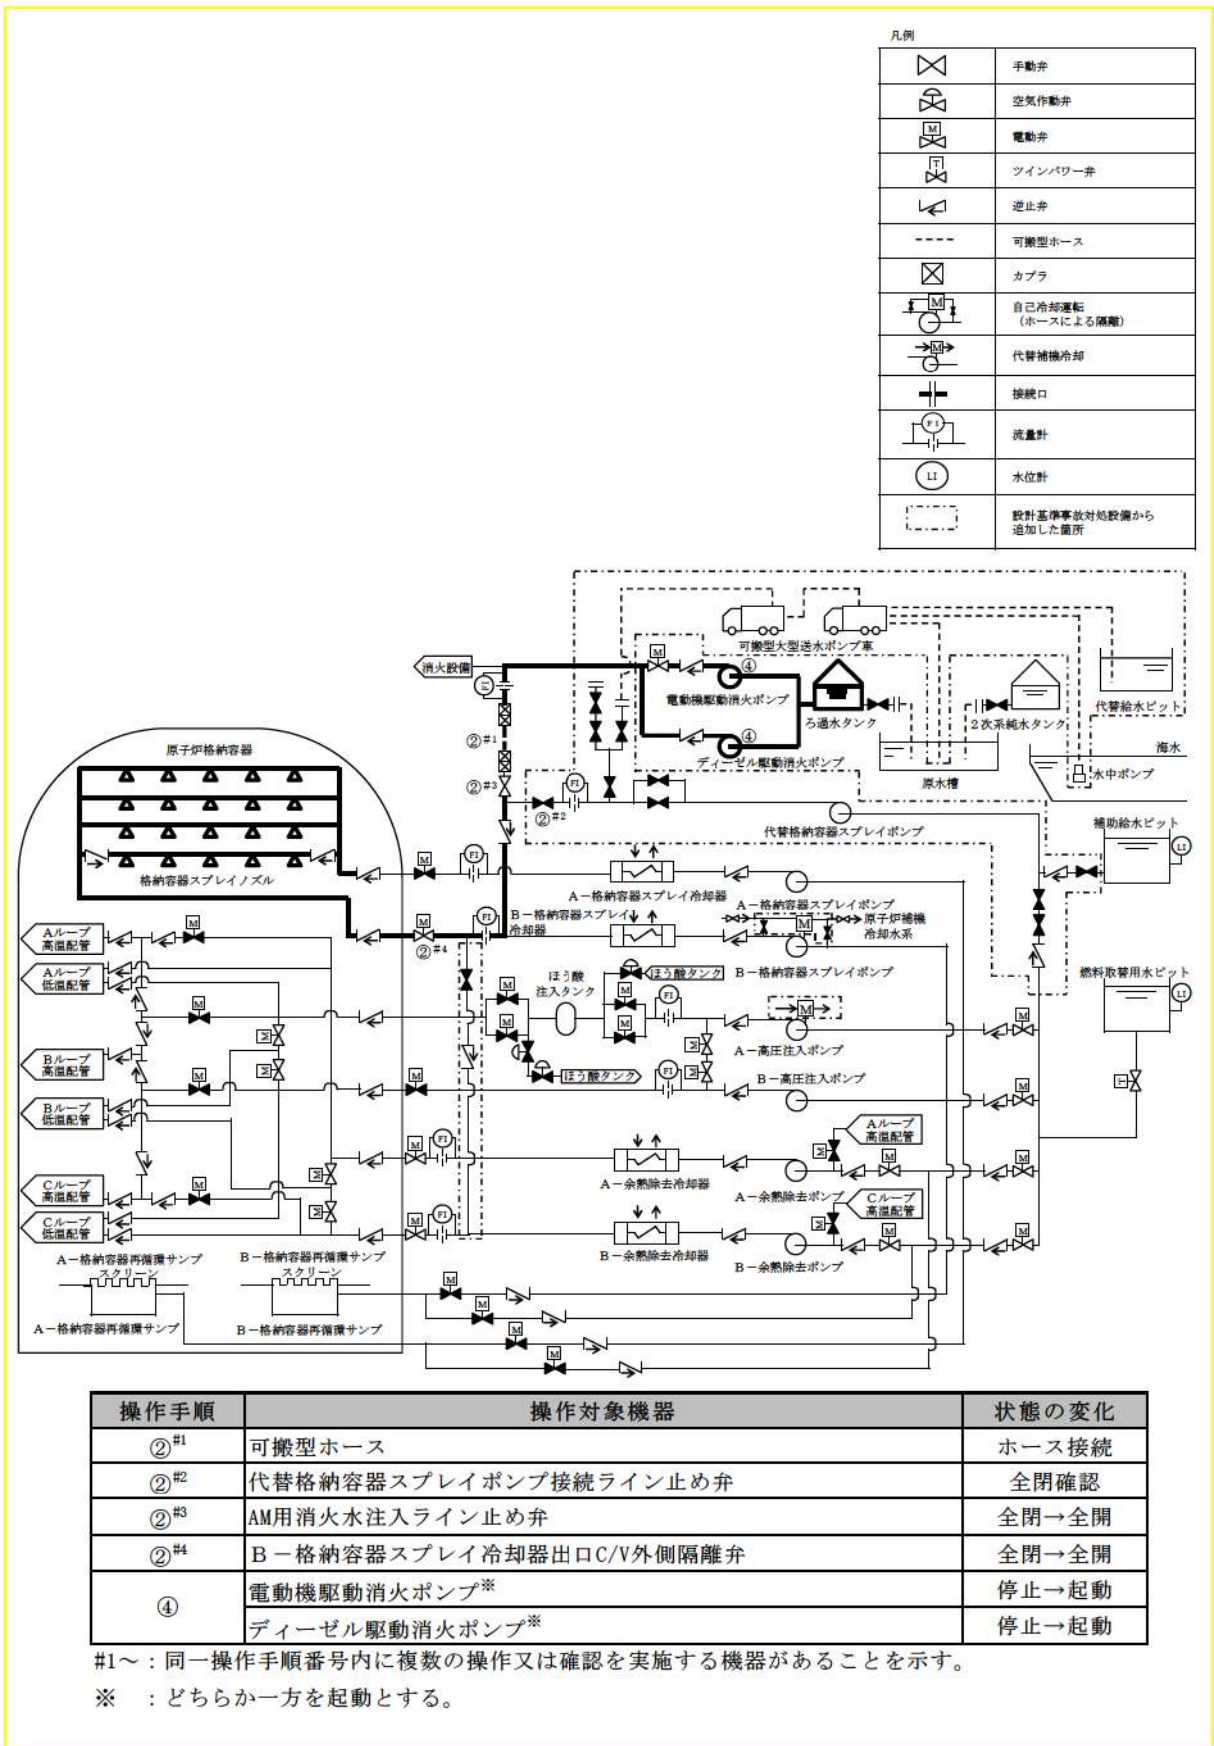 凡例
手動弁
空気作動弁
M
電動弁
T
ツインパワー弁
逆止弁
可搬型ホース
カプラ
M
自己冷却運転
(ホースによる隔離)
M
代替補機冷却
接続口
FI
流量計
LI
水位計
設計基準事故対処設備から
追加した箇所
可搬型大型送水ポンプ車
消火設備
M
④
FI
電動機駆動消火ポンプ
ろ過水タンク
2次系純水タンク
代替給水ピット
②#1
④
ディーゼル駆動消火ポンプ
海水
水中ポンプ
原水槽
原子炉格納容器
②#3
FI
②#2
代替格納容器スプレイポンプ
補助給水ピット
LI
M
FI
格納容器スプレイノズル
A-格納容器スプレイ冷却器
A-格納容器スプレイポンプ
B-格納容器スプレイ
冷却器
FI
M
②#4
M
原子炉補機
冷却水系
B-格納容器スプレイポンプ
Aループ
高温配管
M
Aループ
低温配管
ほう酸
注入タンク
ほう酸タンク
燃料取替用水ピット
LI
M
M
M
M
M
FI
M
M
A-高圧注入ポンプ
M
M
Bループ
高温配管
M
M
M
M
ほう酸タンク
FI
M
B-高圧注入ポンプ
M
T
Bループ
低温配管
Aループ
高温配管
M
FI
M
M
M
A-余熱除去冷却器
A-余熱除去ポンプ
Cループ
高温配管
M
M
M
Cループ
高温配管
Cループ
低温配管
M
FI
M
M
M
B-余熱除去冷却器
B-余熱除去ポンプ
A-格納容器再循環サンプ
スクリーン
B-格納容器再循環サンプ
スクリーン
M
M
A-格納容器再循環サンプ
B-格納容器再循環サンプ
M
M
操作手順 操作対象機器 状態の変化
②#1 可搬型ホース ホース接続
②#2 代替格納容器スプレイポンプ接続ライン止め弁 全閉確認
②#3 AM用消火水注入ライン止め弁 全閉→全開
②#4 B-格納容器スプレイ冷却器出口C/V外側隔離弁 全閉→全開
④ 電動機駆動消火ポンプ※ 停止→起動
ディーゼル駆動消火ポンプ※ 停止→起動
#1~:同一操作手順番号内に複数の操作又は確認を実施する機器があることを示す。
※ :どちらか一方を起動とする。